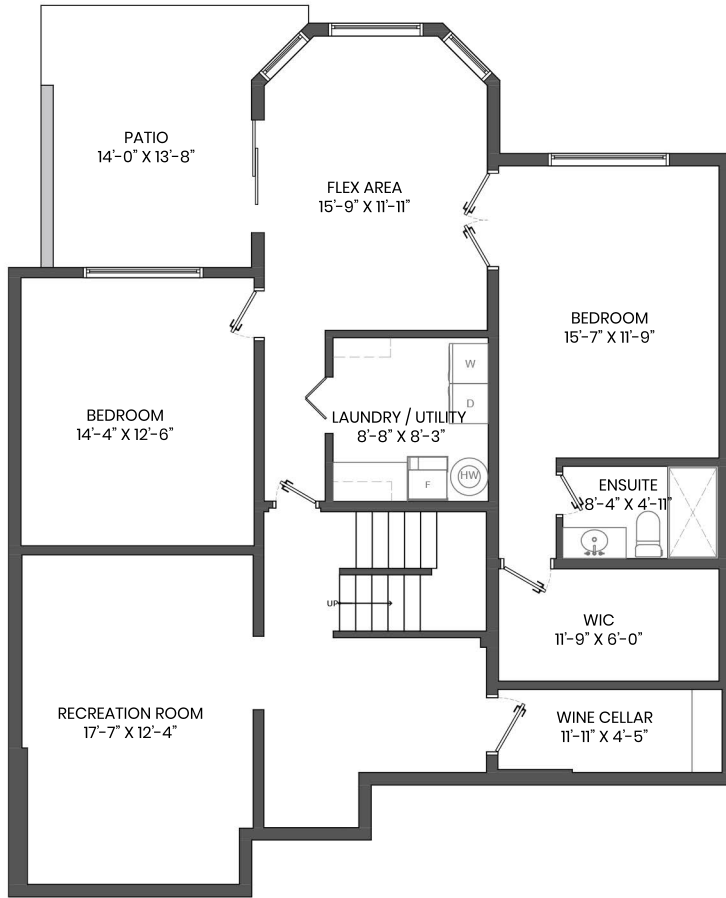 PATIO
14’-0” X 13’-8”
FLEX AREA
15’-9” X 11’-11”
BEDROOM
15’-7” X 11’-9”
W
D
BEDROOM
14’-4” X 12’-6”
LAUNDRY / UTILITY
8’-8” X 8’-3”
F
HW
ENSUITE
8’-4” X 4’-11”
UP
WIC
11’-9” X 6’-0”
RECREATION ROOM
17’-7” X 12’-4”
WINE CELLAR
11’-11” X 4’-5”